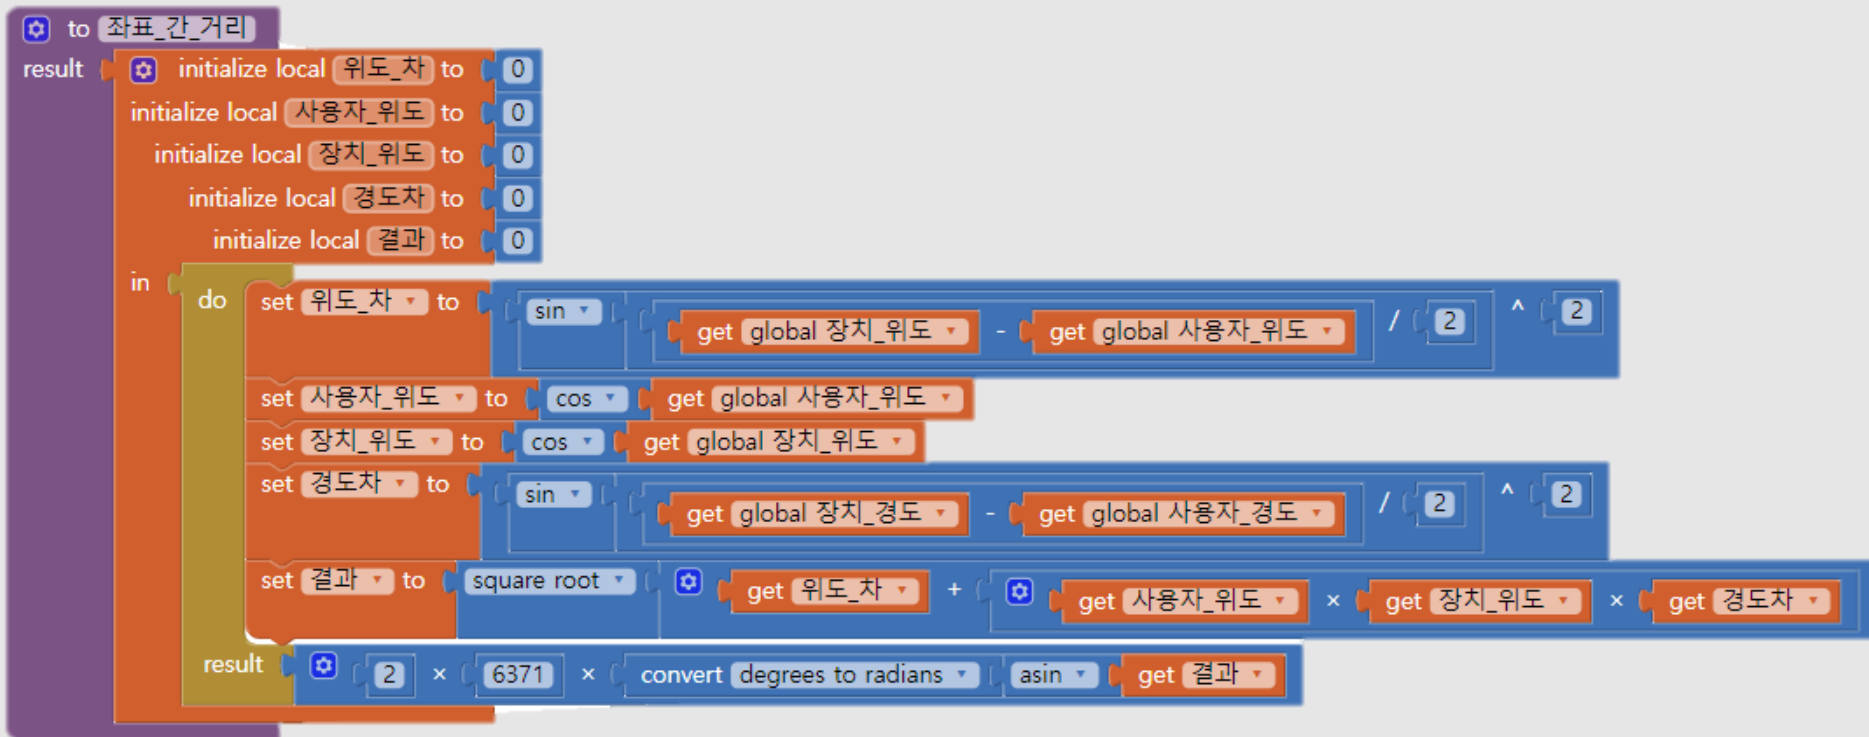 to 좌표_간_거리
result initialize local 위도_차 to 0
initialize local 사용자_위도 to 0
initialize local 장치_위도 to 0
initialize local 경도차 to 0
initialize local 결과 to 0
in
do set 위도_차 to sin get global 장치_위도 - get global 사용자_위도 / 2 ^ 2
set 사용자_위도 to cos get global 사용자_위도
set 장치_위도 to cos get global 장치_위도
set 경도차 to sin get global 장치_경도 - get global 사용자_경도 / 2 ^ 2
set 결과 to square root get 위도_차 + get 사용자_위도 × get 장치_위도 × get 경도차
result 2 × 6371 × convert degrees to radians asin get 결과